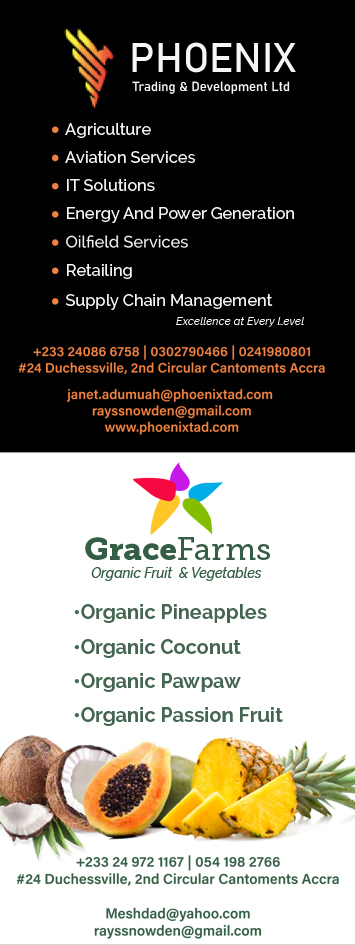 PHOENIX
Trading & Development Ltd
• Agriculture
• Aviation Services
• IT Solutions
• Energy And Power Generation
• Oilfield Services
• Retailing
• Supply Chain Management
Excellence at Every Level
+233 24086 6758 | 0302790466 | 0241980801
#24 Duchessville, 2nd Circular Cantoments Accra
janet.adumuah@phoenixtad.com
rayssnowden@gmail.com
www.phoenixtad.com
GraceFarms
Organic Fruit & Vegetables
•Organic Pineapples
•Organic Coconut
•Organic Pawpaw
•Organic Passion Fruit
+233 24 972 1167 | 054 198 2766
#24 Duchessville, 2nd Circular Cantoments Accra
Meshdad@yahoo.com
rayssnowden@gmail.com